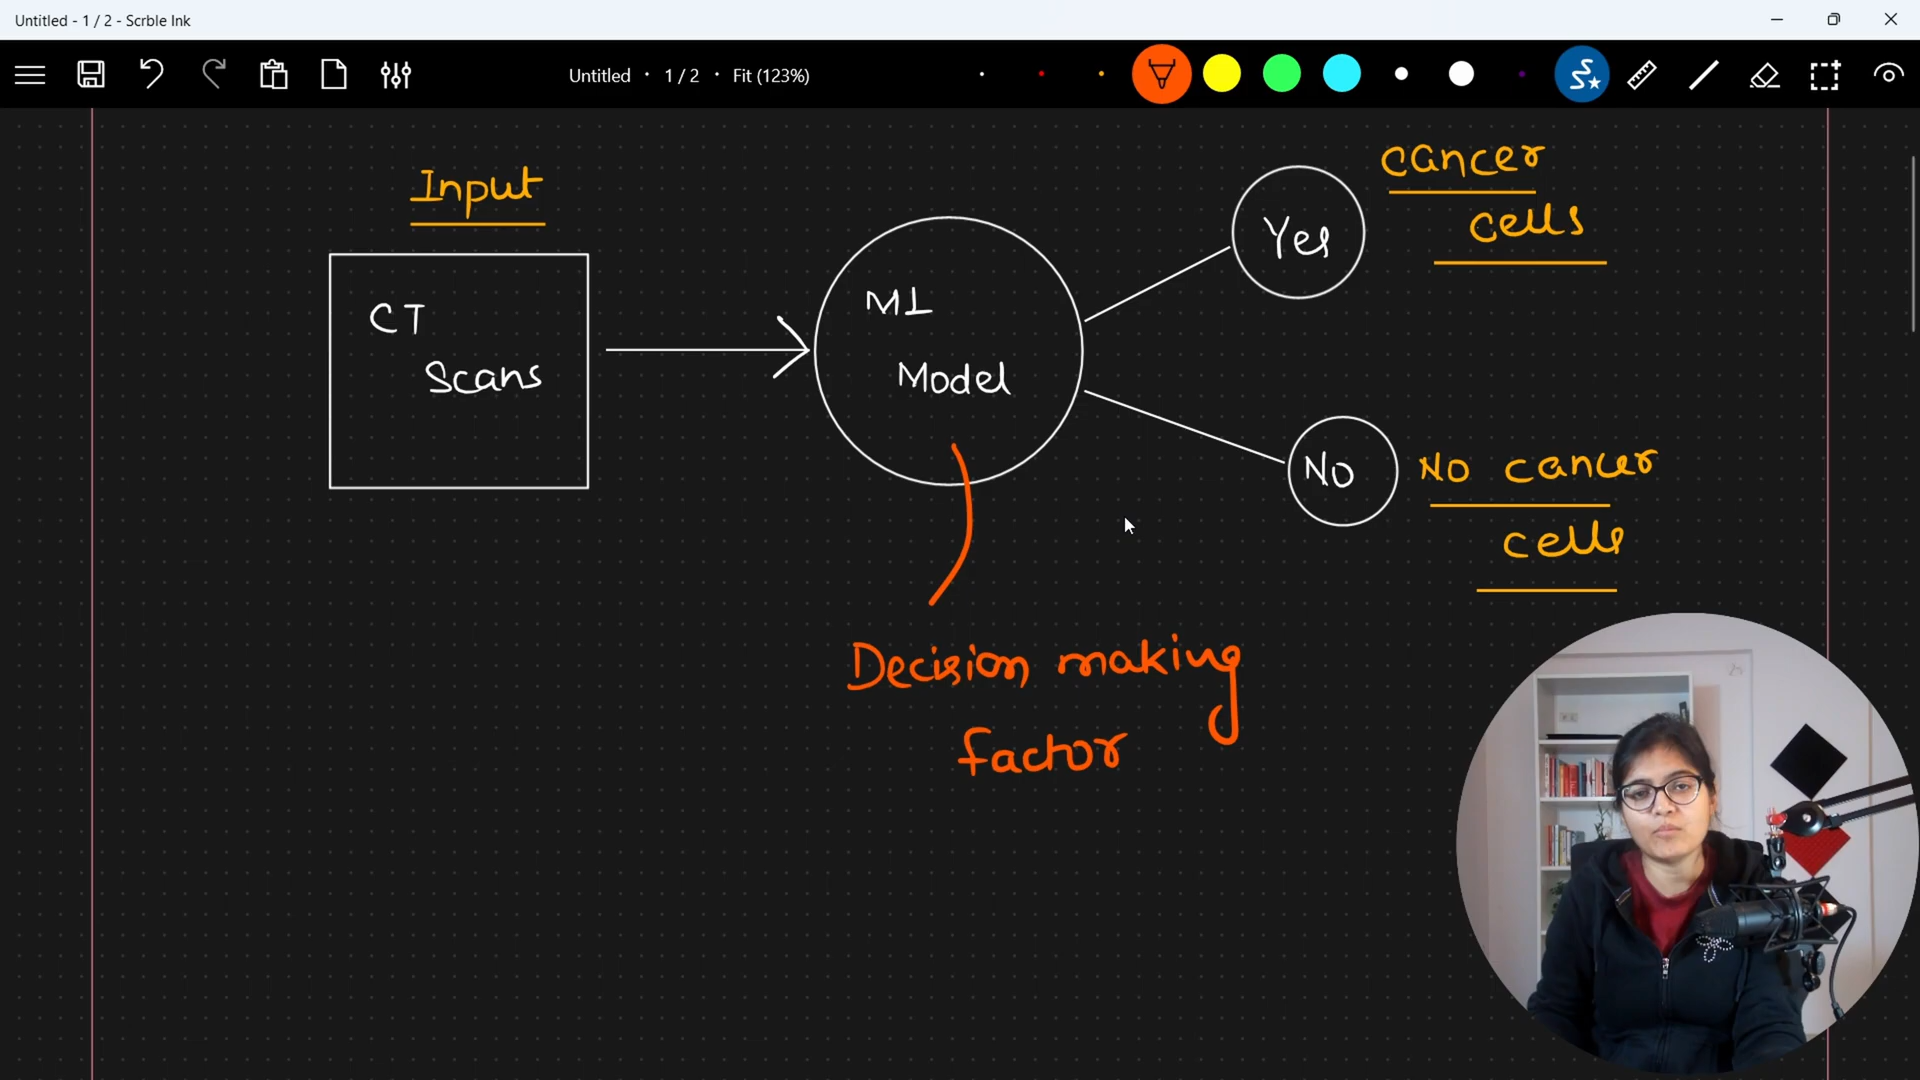 Untitled - 1 / 2 - Scrble Ink
Untitled • 1 / 2 • Fit (123%)
Input
CT
Scans
ML
Model
Yes
cancer
cells
No
No cancer
cells
Decision making
factor